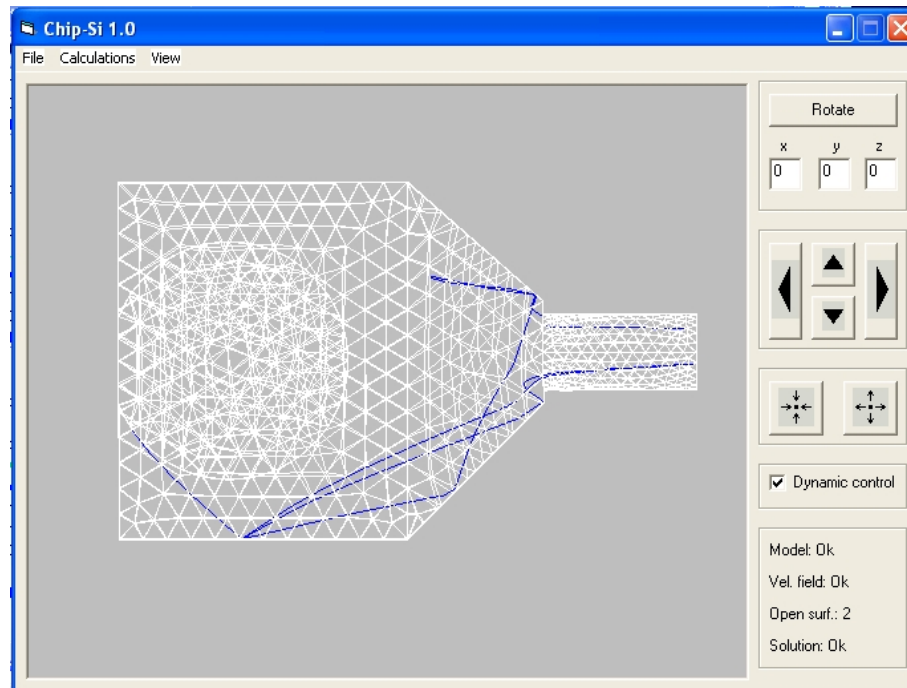 Chip-Si 1.0
File Calculations View
Rotate
x y z
0 0 0
Dynamic control
Model: Ok
Vel. field: Ok
Open surf.: 2
Solution: Ok